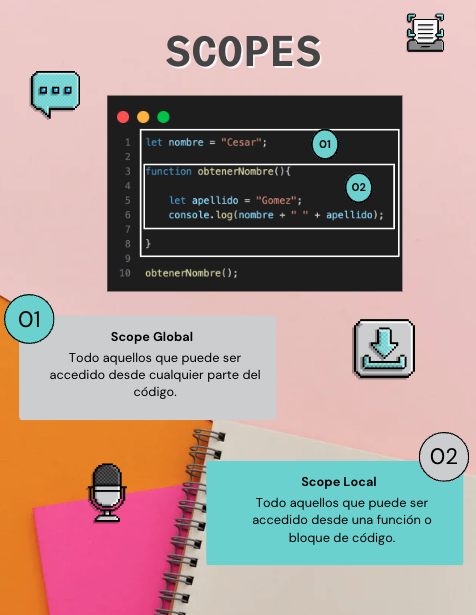 SCOPES
1 let nombre = "Cesar";
01
2
3 function obtenerNombre(){
02
4
5 let apellido = "Gomez";
6 console.log(nombre + " " + apellido);
7
8 }
9
10 obtenerNombre();
01
Scope Global
Todo aquellos que puede ser
accedido desde cualquier parte del
código.
02
Scope Local
Todo aquellos que puede ser
accedido desde una función o
bloque de código.